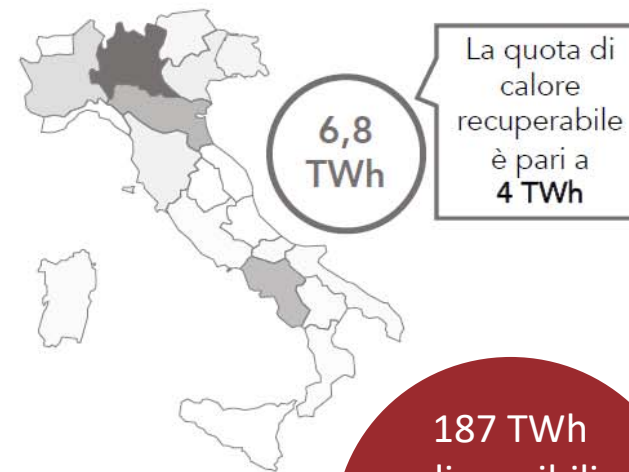 6,8
TWh
La quota di
calore
recuperabile
è pari a
4 TWh
187 TWh